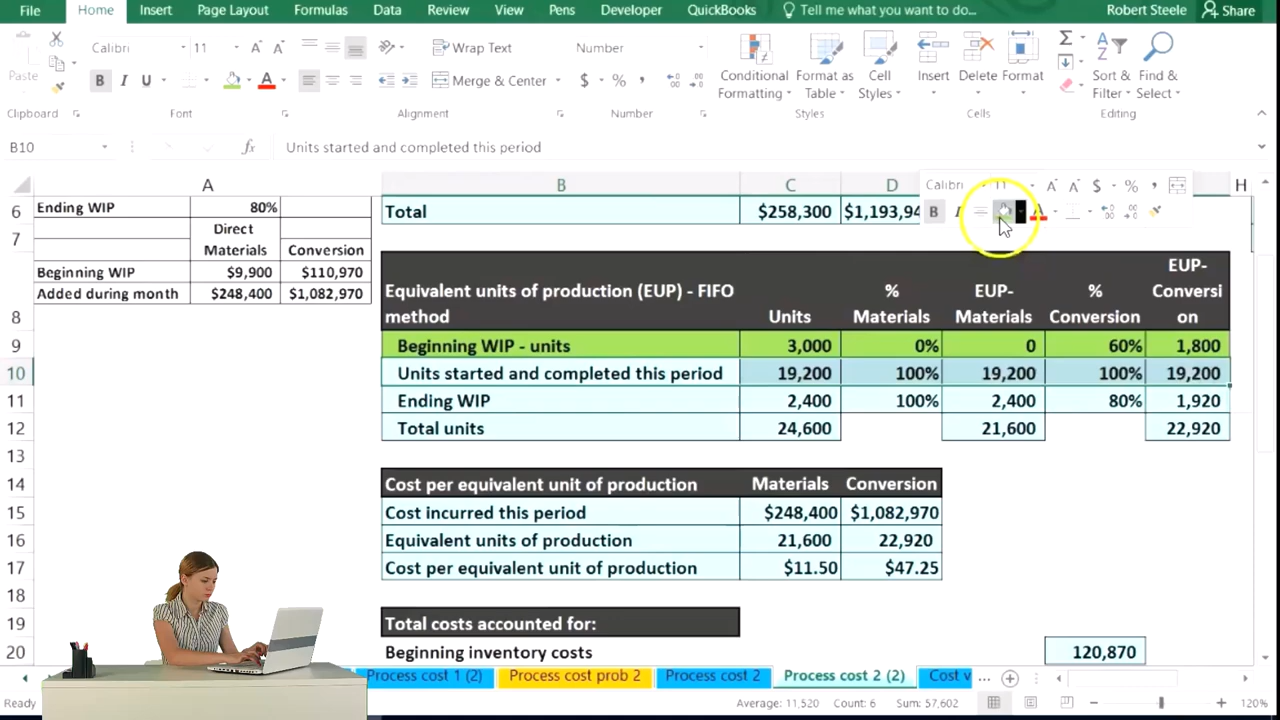 File Home Insert Page Layout Formulas Data Review View Pens Developer QuickBooks Tell me what you want to do... Robert Steele Share
Paste Calibri 11 Wrap Text Number
B I U A Merge & Center $ % , Conditional Formatting Format as Table Cell Styles Insert Delete Format Sort & Filter Find & Select
Clipboard Font Alignment Number Styles Cells Editing
B10 fx Units started and completed this period
A B C D H
Calibri 11 A A $ % ,
B I A
6 Ending WIP 80% Total $258,300 $1,193,94
7 Direct Materials Conversion
Beginning WIP $9,900 $110,970
Added during month $248,400 $1,082,970
8 Equivalent units of production (EUP) - FIFO method Units % Materials EUP- Materials % Conversion EUP- Conversi on
9 Beginning WIP - units 3,000 0% 0 60% 1,800
10 Units started and completed this period 19,200 100% 19,200 100% 19,200
11 Ending WIP 2,400 100% 2,400 80% 1,920
12 Total units 24,600 21,600 22,920
13
14 Cost per equivalent unit of production Materials Conversion
15 Cost incurred this period $248,400 $1,082,970
16 Equivalent units of production 21,600 22,920
17 Cost per equivalent unit of production $11.50 $47.25
18
19 Total costs accounted for:
20 Beginning inventory costs 120,870
Process cost 1 (2) Process cost prob 2 Process cost 2 Process cost 2 (2) Cost v ...
Ready Average: 11,520 Count: 6 Sum: 57,602 120%